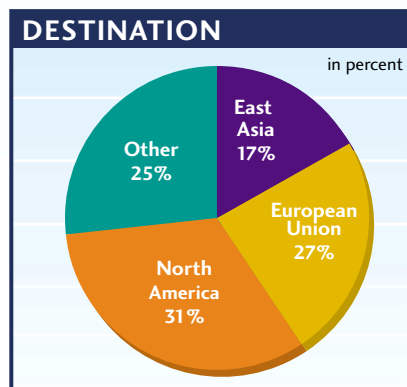 DESTINATION
in percent
East
Asia
17%
European
Union
27%
North
America
31%
Other
25%